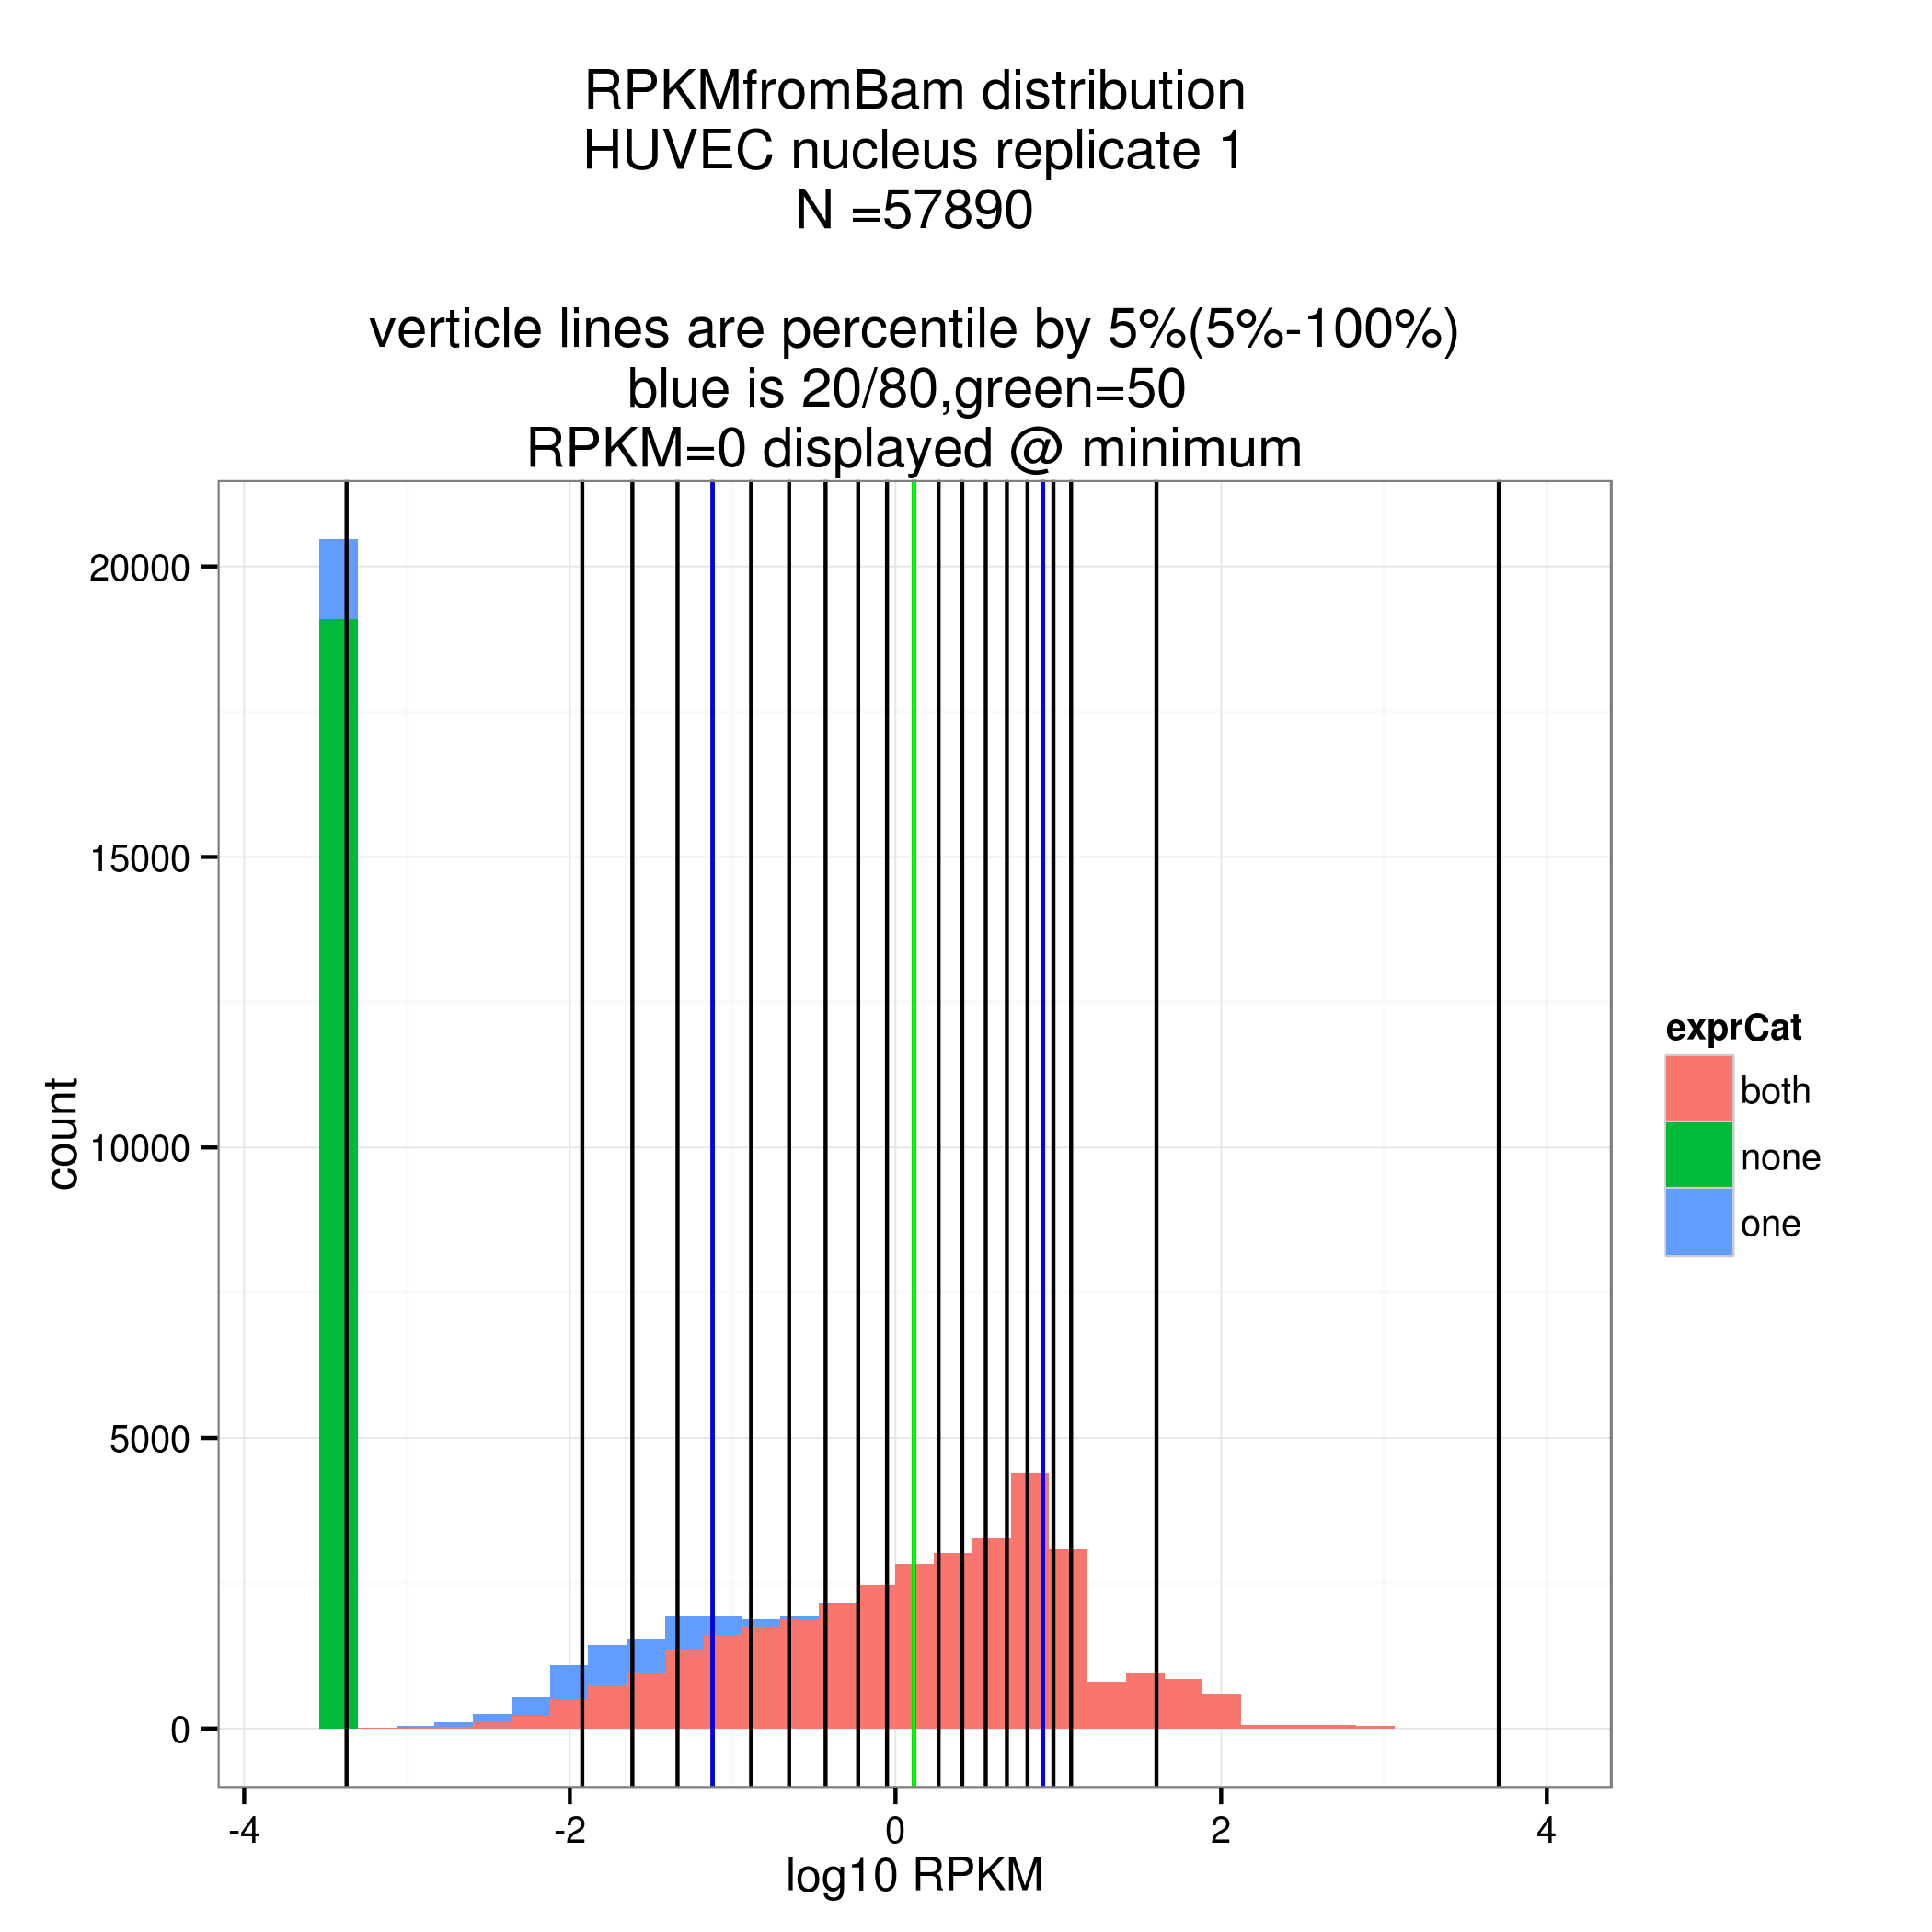 RPKMfromBam distribution
HUVEC nucleus replicate 1
N =57890
verticle lines are percentile by 5%(5%-100%)
blue is 20/80,green=50
RPKM=0 displayed @ minimum
20000
15000
10000
5000
0
count
-4
-2
0
2
4
log10 RPKM
exprCat
both
none
one